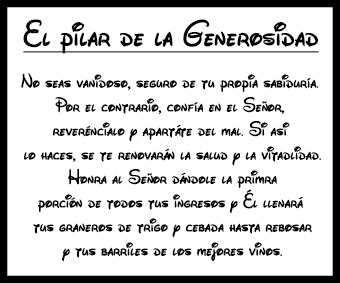 El pilar de la Generosidad
No seas vanidoso, seguro de tu propia sabiduría.
Por el contrario, confía en el Señor,
reveréncialo y apartáte del mal. Si así
lo haces, se te renovarán la salud y la vitadlidad.
Honra al Señor dándole la primra
porción de todos tus ingresos y Él llenará
tus graneros de trigo y cebada hasta rebosar
y tus barriles de los mejores vinos.